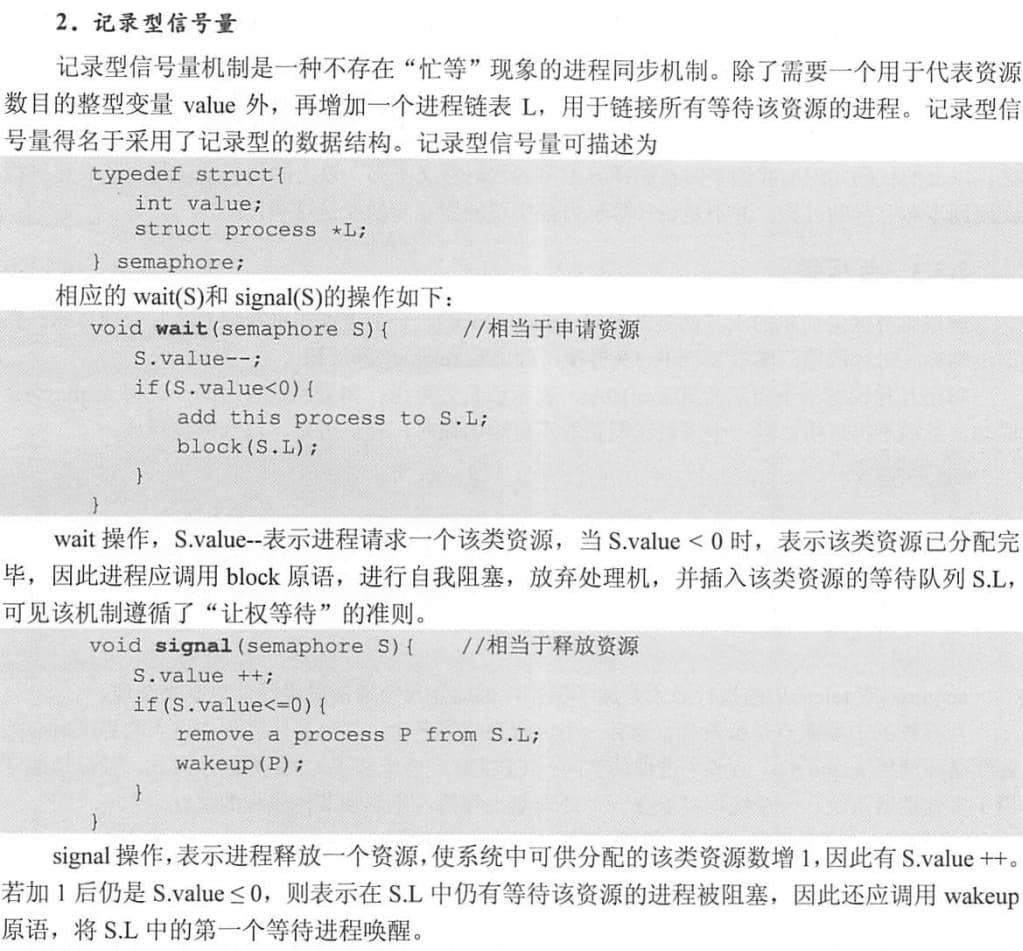 2. 记录型信号量
记录型信号量机制是一种不存在“忙等”现象的进程同步机制。除了需要一个用于代表资源
数目的整型变量 value 外，再增加一个进程链表 L，用于链接所有等待该资源的进程。记录型信
号量得名于采用了记录型的数据结构。记录型信号量可描述为
typedef struct{
int value;
struct process *L;
} semaphore;
相应的 wait(S)和 signal(S)的操作如下：
void wait(semaphore S){ //相当于申请资源
S.value--;
if(S.value<0){
add this process to S.L;
block(S.L);
}
}
wait 操作，S.value--表示进程请求一个该类资源，当 S.value < 0 时，表示该类资源已分配完
毕，因此进程应调用 block 原语，进行自我阻塞，放弃处理机，并插入该类资源的等待队列 S.L，
可见该机制遵循了“让权等待”的准则。
void signal(semaphore S){ //相当于释放资源
S.value ++;
if(S.value<=0){
remove a process P from S.L;
wakeup(P);
}
}
signal 操作，表示进程释放一个资源，使系统中可供分配的该类资源数增 1，因此有 S.value ++。
若加 1 后仍是 S.value ≤ 0，则表示在 S.L 中仍有等待该资源的进程被阻塞，因此还应调用 wakeup
原语，将 S.L 中的第一个等待进程唤醒。